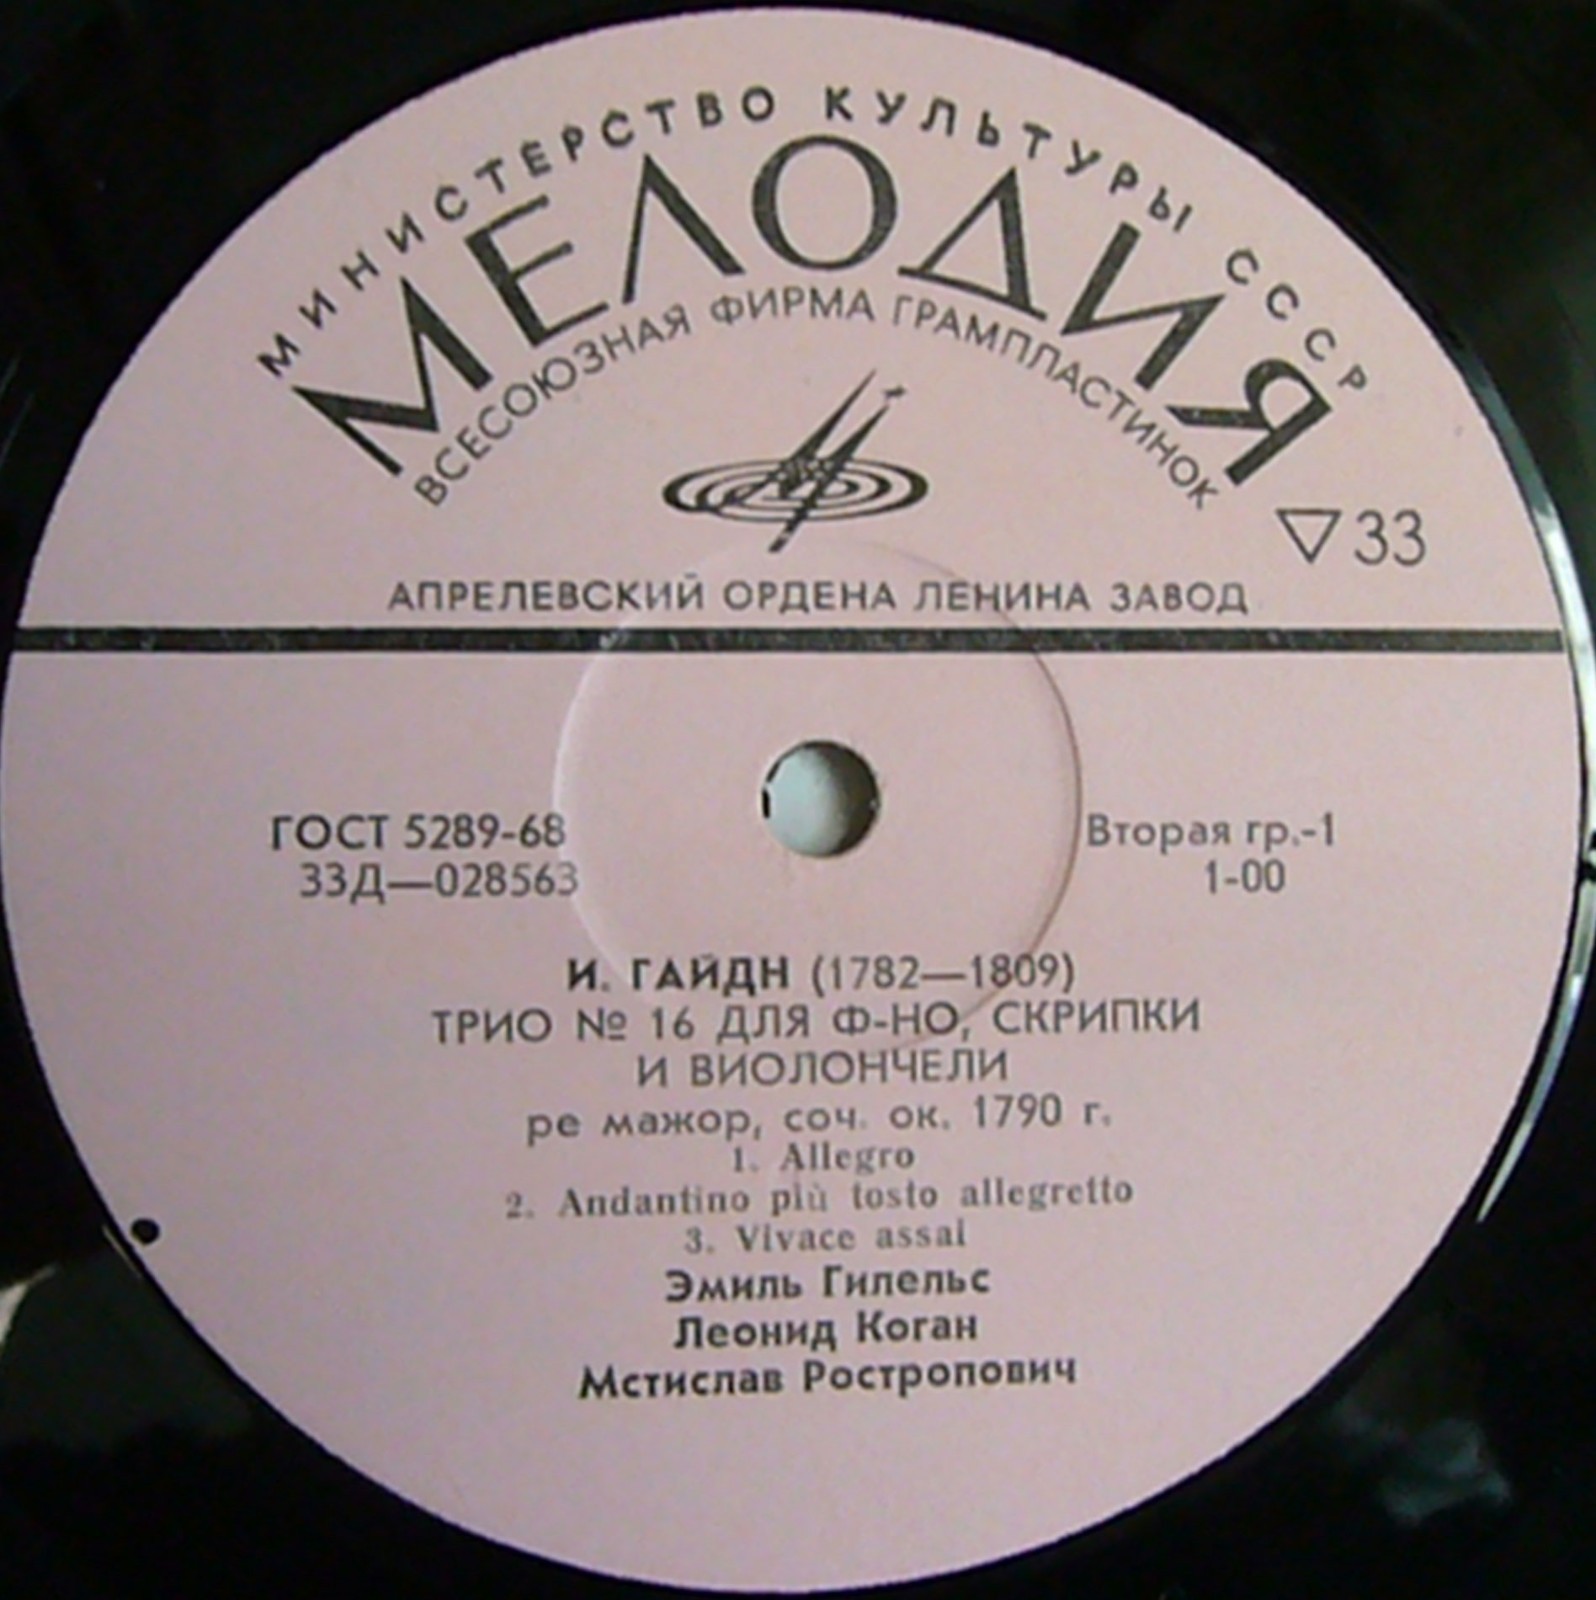 МИНИСТЕРСТВО КУЛЬТУРЫ СССР
МЕЛОДИЯ
ВСЕСОЮЗНАЯ ФИРМА ГРАМПЛАСТИНОК
▽33
АПРЕЛЕВСКИЙ ОРДЕНА ЛЕНИНА ЗАВОД
ГОСТ 5289-68
33Д—028563
Вторая гр.-1
1-00
И. ГАЙДН (1782—1809)
ТРИО № 16 ДЛЯ Ф-НО, СКРИПКИ
И ВИОЛОНЧЕЛИ
ре мажор, соч. ок. 1790 г.
1. Allegro
2. Andantino più tosto allegretto
3. Vivace assai
Эмиль Гилельс
Леонид Коган
Мстислав Ростропович